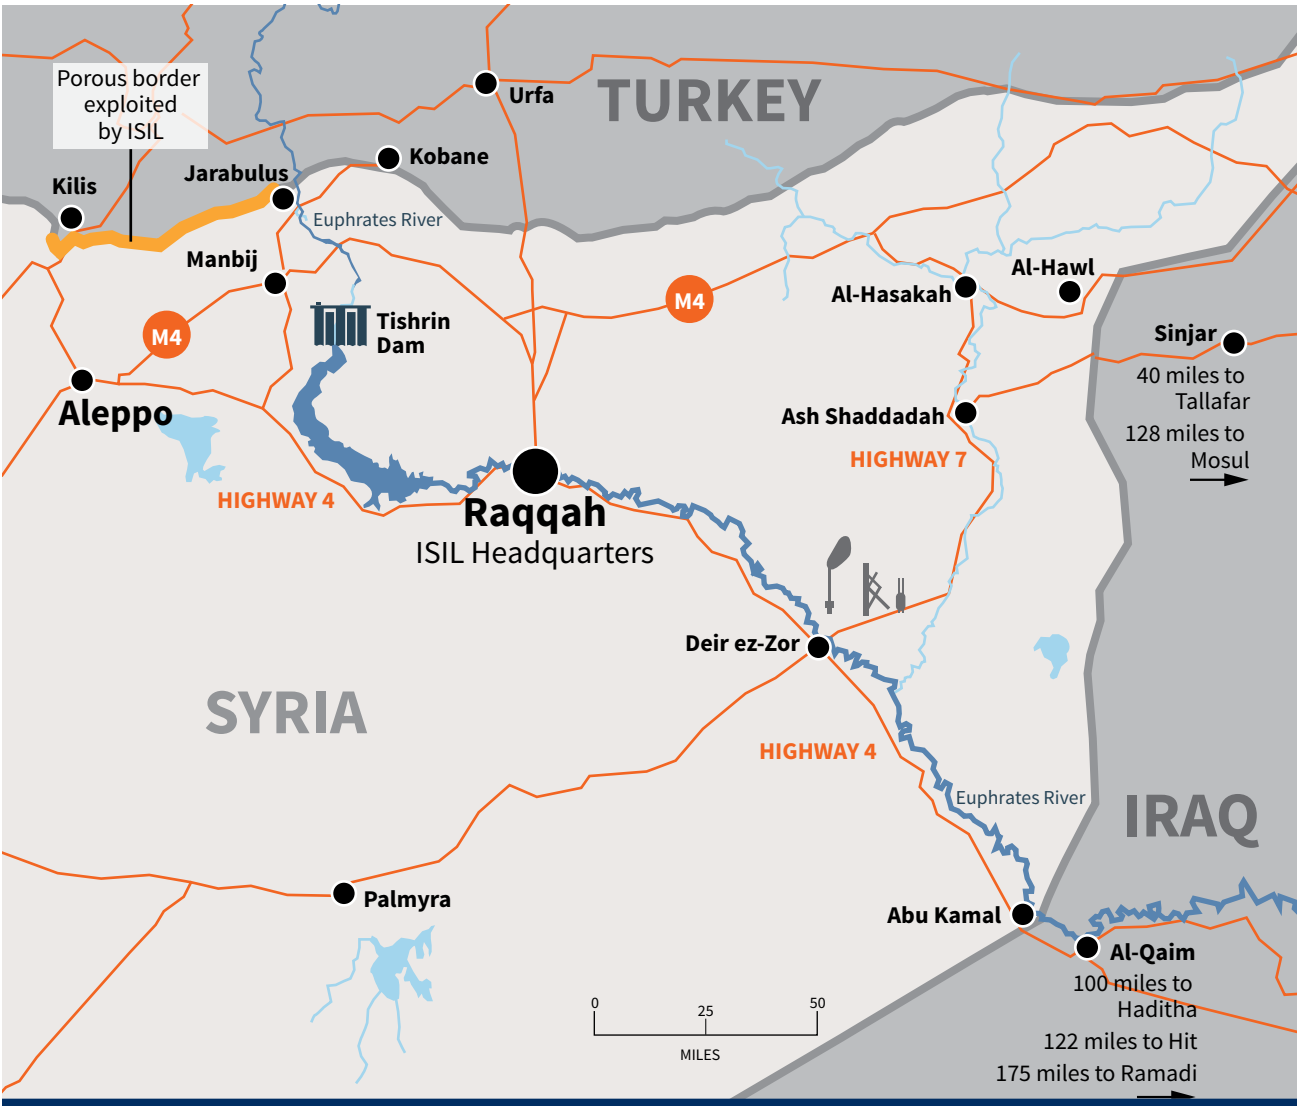 Porous border
exploited
by ISIL
Urfa
TURKEY
Kobane
Jarabulus
Kilis
Euphrates River
Manbij
Al-Hawl
Al-Hasakah
M4
M4
Tishrin
Dam
Sinjar
40 miles to
Tallafar
128 miles to
Mosul
Aleppo
Ash Shaddadah
HIGHWAY 7
HIGHWAY 4
Raqqah
ISIL Headquarters
Deir ez-Zor
SYRIA
HIGHWAY 4
Euphrates River
IRAQ
Palmyra
Abu Kamal
Al-Qaim
100 miles to
Haditha
122 miles to Hit
175 miles to Ramadi
0
25
50
MILES